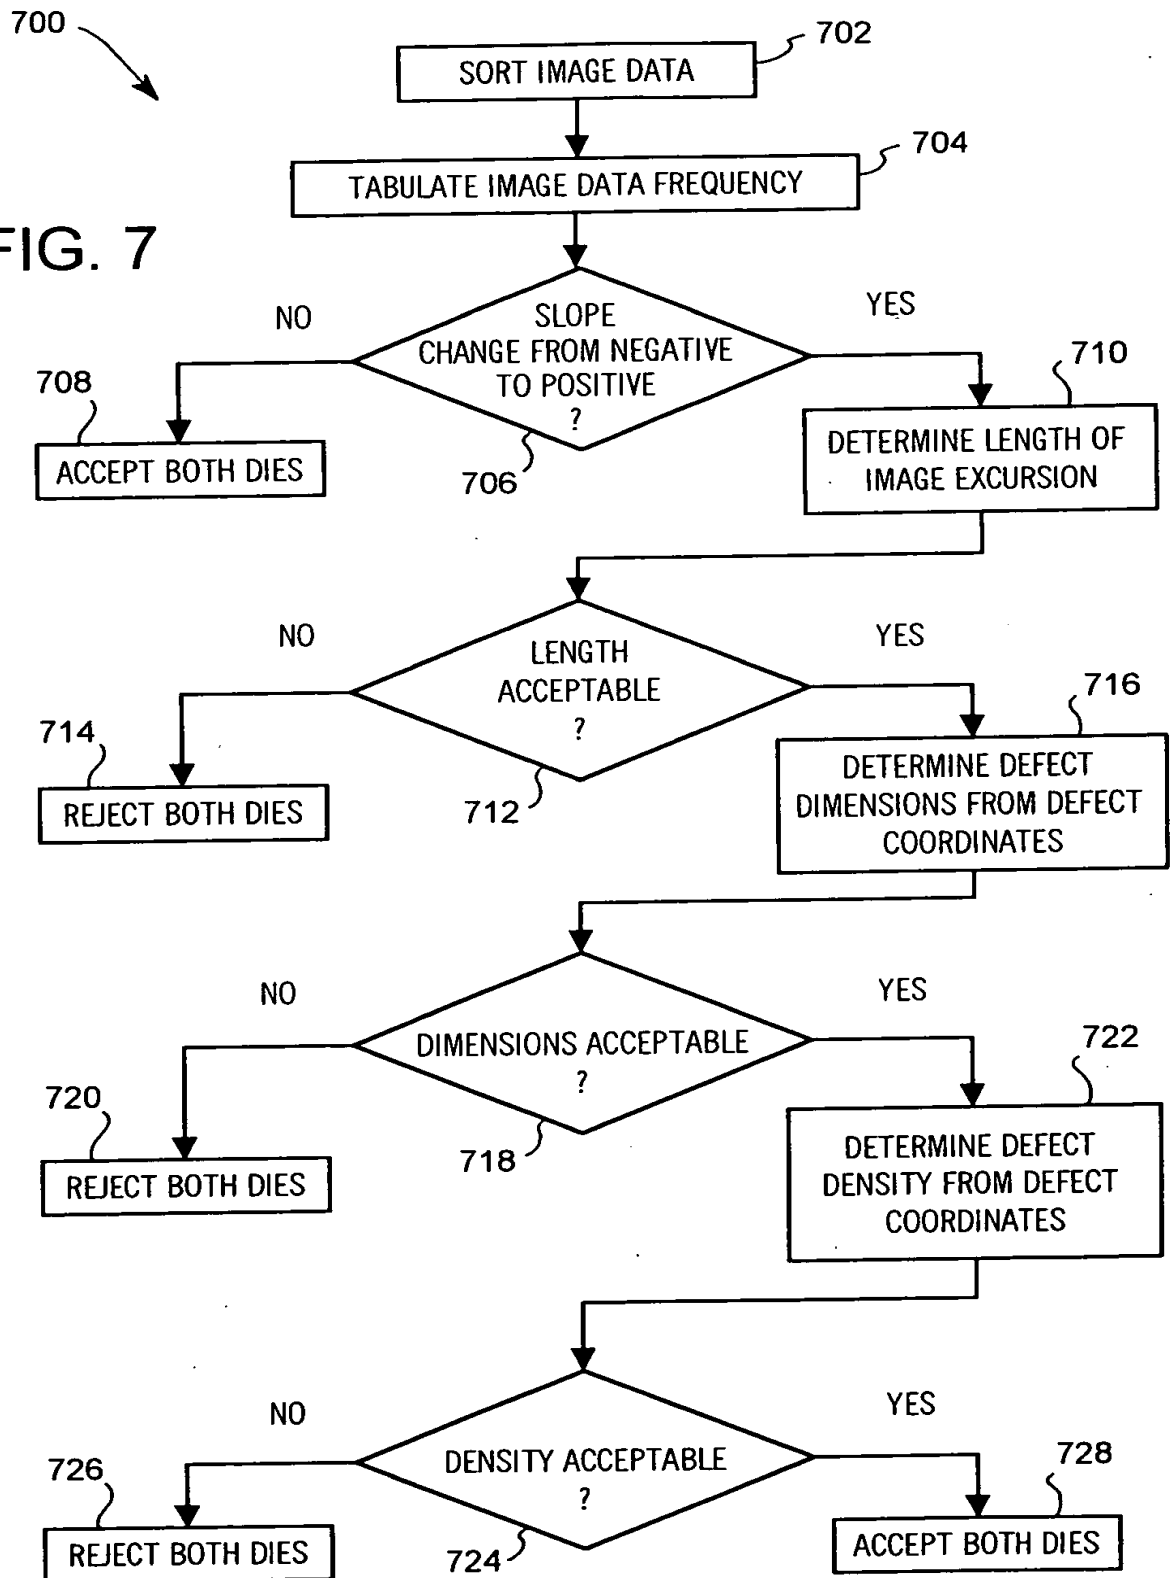 700
702
SORT IMAGE DATA
704
TABULATE IMAGE DATA FREQUENCY
FIG. 7
NO
SLOPE
CHANGE FROM NEGATIVE
TO POSITIVE
?
YES
706
708
ACCEPT BOTH DIES
710
DETERMINE LENGTH OF
IMAGE EXCURSION
NO
LENGTH
ACCEPTABLE
?
YES
712
714
REJECT BOTH DIES
716
DETERMINE DEFECT
DIMENSIONS FROM DEFECT
COORDINATES
NO
DIMENSIONS ACCEPTABLE
?
YES
718
720
REJECT BOTH DIES
722
DETERMINE DEFECT
DENSITY FROM DEFECT
COORDINATES
NO
DENSITY ACCEPTABLE
?
YES
724
726
REJECT BOTH DIES
728
ACCEPT BOTH DIES